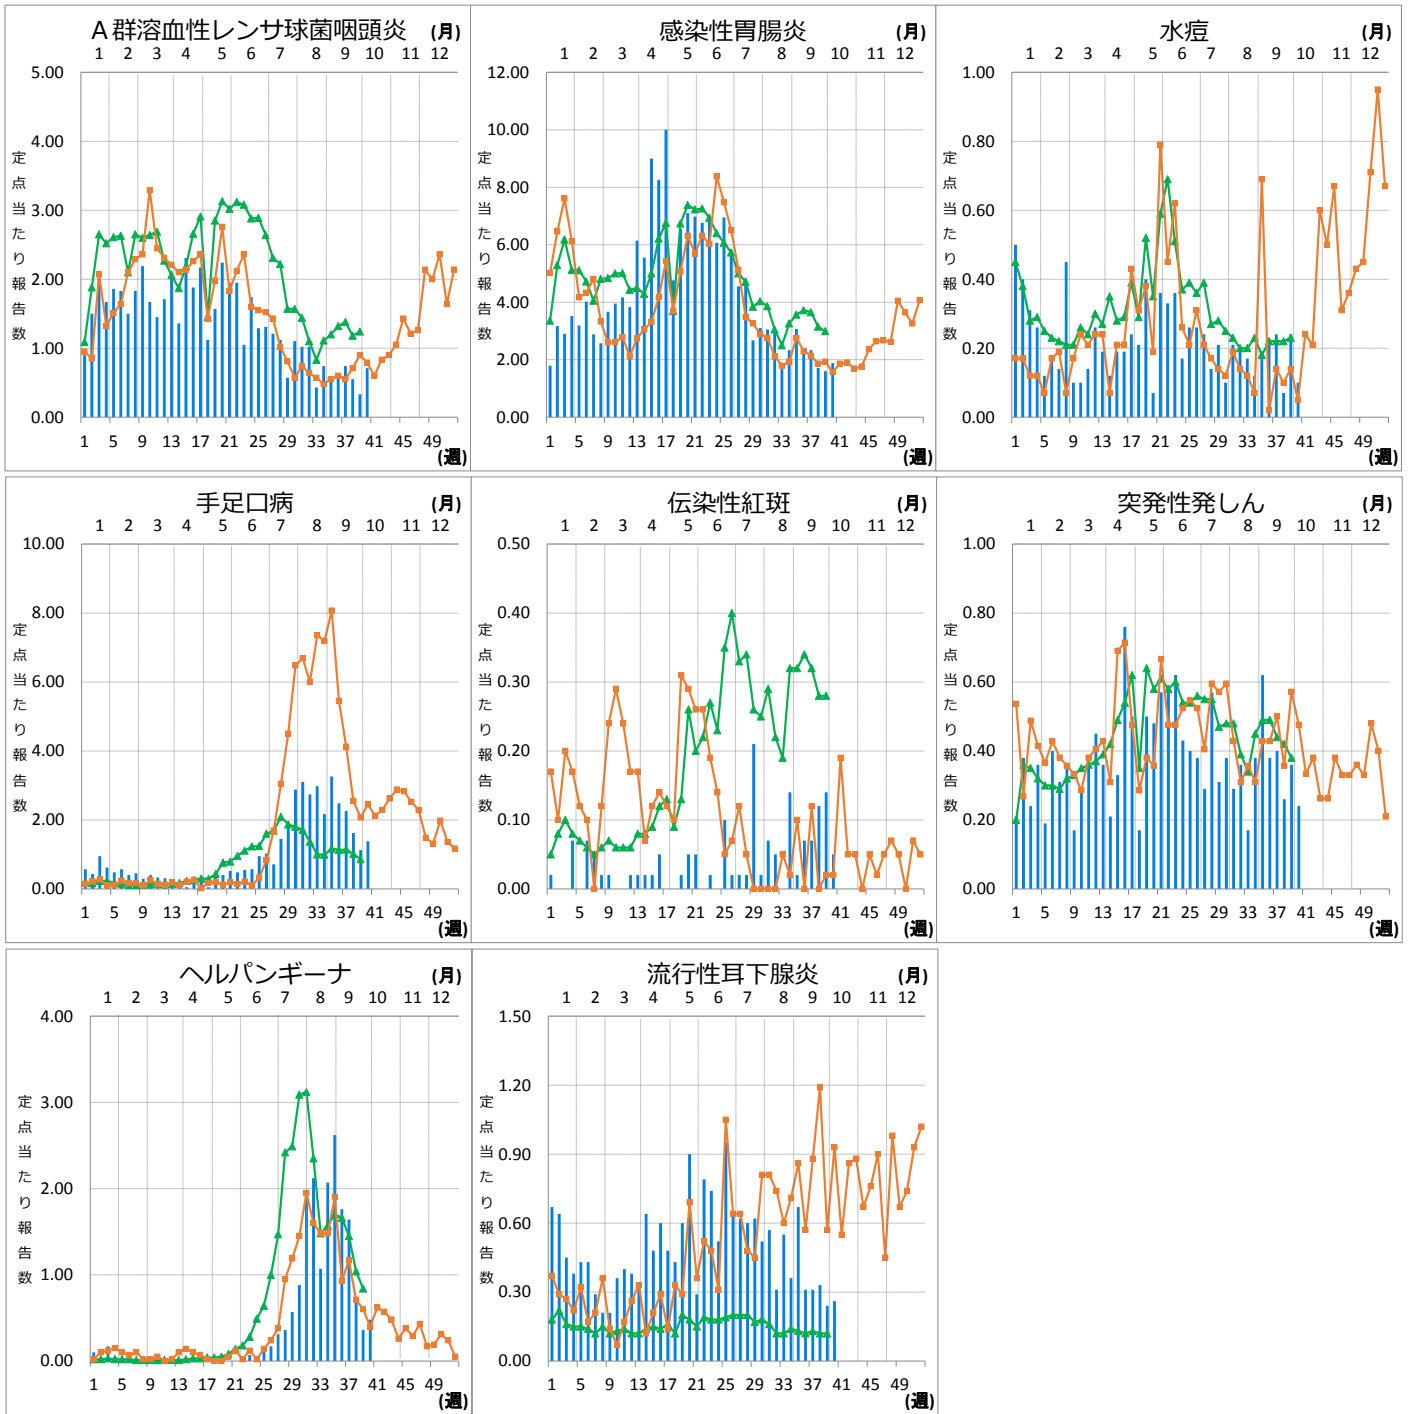 A群溶血性レンサ球菌咽頭炎 (月)
1 2 3 4 5 6 7 8 9 10 11 12
5.00
4.00
3.00
2.00
1.00
0.00
定点当たり報告数
1 5 9 13 17 21 25 29 33 37 41 45 49
(週)
感染性胃腸炎 (月)
1 2 3 4 5 6 7 8 9 10 11 12
12.00
10.00
8.00
6.00
4.00
2.00
0.00
定点当たり報告数
1 5 9 13 17 21 25 29 33 37 41 45 49
(週)
水痘 (月)
1 2 3 4 5 6 7 8 9 10 11 12
1.00
0.80
0.60
0.40
0.20
0.00
定点当たり報告数
1 5 9 13 17 21 25 29 33 37 41 45 49
(週)
手足口病 (月)
1 2 3 4 5 6 7 8 9 10 11 12
10.00
8.00
6.00
4.00
2.00
0.00
定点当たり報告数
1 5 9 13 17 21 25 29 33 37 41 45 49
(週)
伝染性紅斑 (月)
1 2 3 4 5 6 7 8 9 10 11 12
0.50
0.40
0.30
0.20
0.10
0.00
定点当たり報告数
1 5 9 13 17 21 25 29 33 37 41 45 49
(週)
突発性発しん (月)
1 2 3 4 5 6 7 8 9 10 11 12
1.00
0.80
0.60
0.40
0.20
0.00
定点当たり報告数
1 5 9 13 17 21 25 29 33 37 41 45 49
(週)
ヘルパンギーナ (月)
1 2 3 4 5 6 7 8 9 10 11 12
4.00
3.00
2.00
1.00
0.00
定点当たり報告数
1 5 9 13 17 21 25 29 33 37 41 45 49
(週)
流行性耳下腺炎 (月)
1 2 3 4 5 6 7 8 9 10 11 12
1.50
1.20
0.90
0.60
0.30
0.00
定点当たり報告数
1 5 9 13 17 21 25 29 33 37 41 45 49
(週)